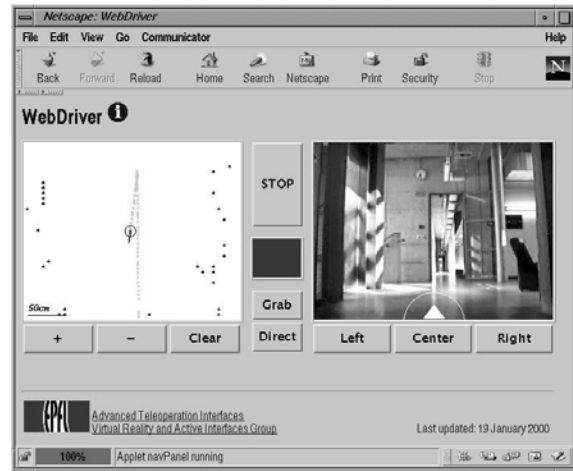 Netscape: WebDriver
File Edit View Go Communicator Help
Back Forward Reload Home Search Netscape Print Security Stop
N
WebDriver i
STOP
50cm
Grab
+ - Clear Direct Left Center Right
EPFL
Advanced Teleoperation Interfaces
Virtual Reality and Active Interfaces Group
Last updated: 19 January 2000
100% Applet navPanel running